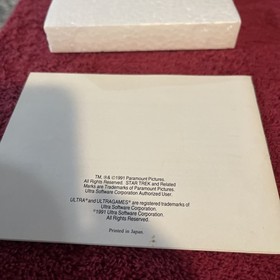 TM, ® & ©1991 Paramount Pictures.
All Rights Reserved. STAR TREK and Related
Marks are Trademarks of Paramount Pictures.
Ultra Software Corporation Authorized User.
ULTRA® and ULTRAGAMES® are registered trademarks of
Ultra Software Corporation.
©1991 Ultra Software Corporation.
All Rights Reserved.
Printed in Japan.